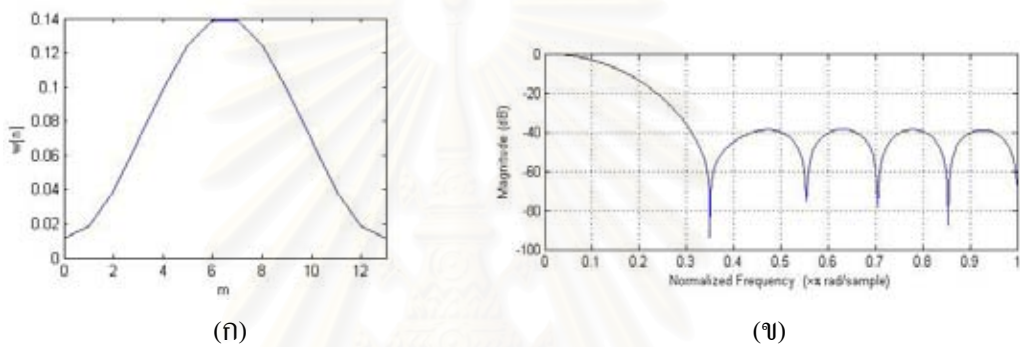 0.14
0.12
0.1
0.08
0.06
0.04
0.02
0
w[n]
0 2 4 6 8 10 12
m
(ก)
0
-20
-40
-60
-80
-100
Magnitude (dB)
0 0.1 0.2 0.3 0.4 0.5 0.6 0.7 0.8 0.9 1
Normalized Frequency (×π rad/sample)
(ข)